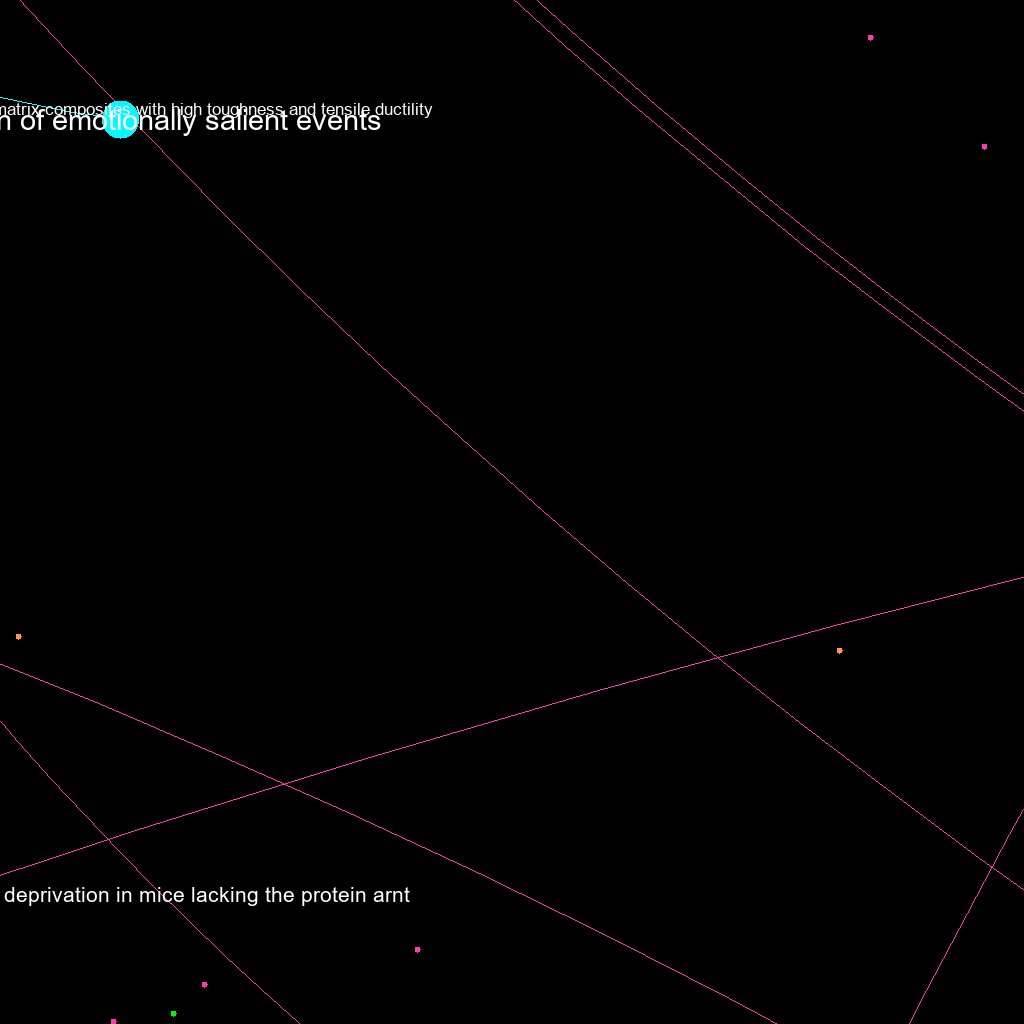 matrix-composites with high toughness and tensile ductility
n of emotionally salient events
deprivation in mice lacking the protein arnt